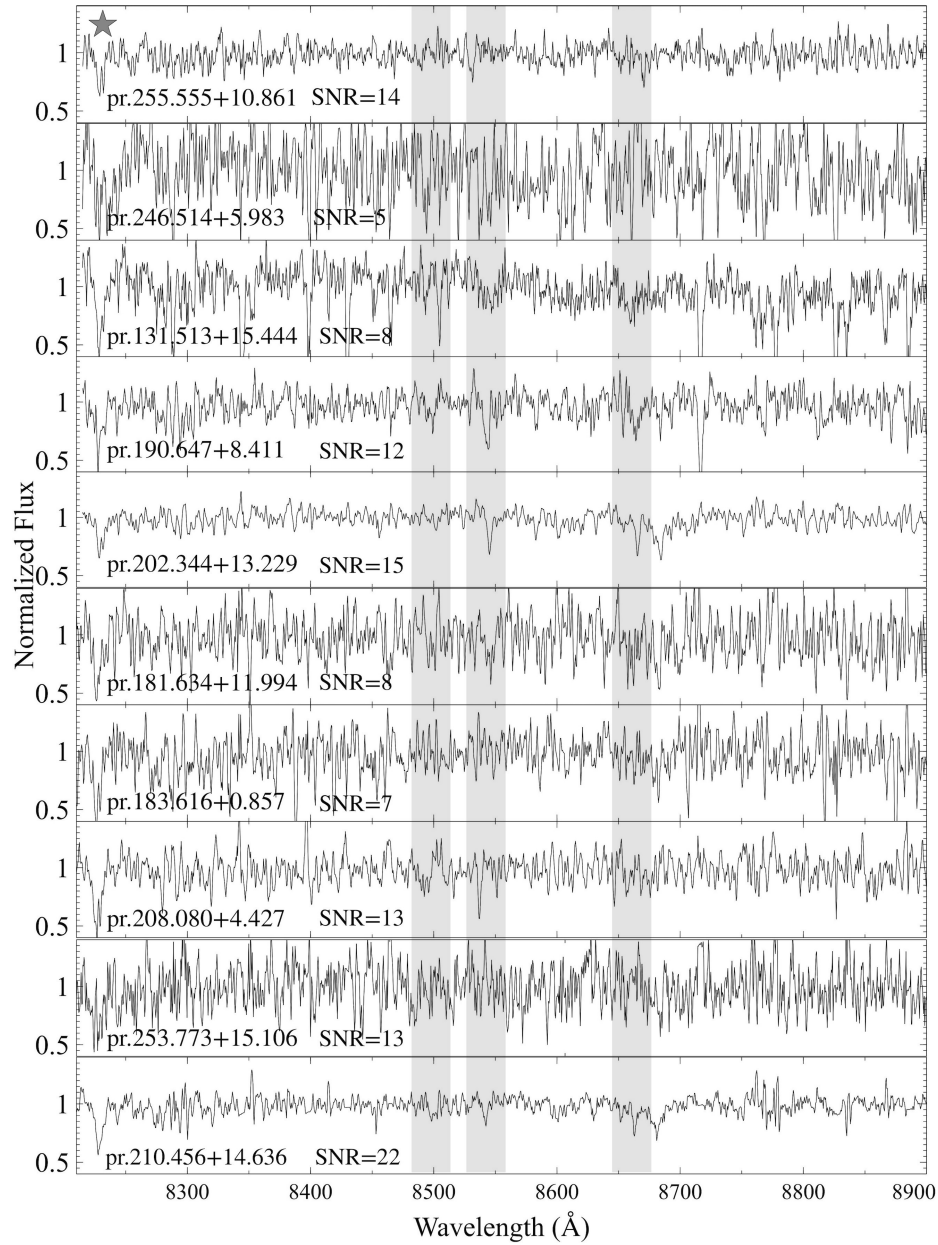 1
0.5
pr.255.555+10.861 SNR=14
1
0.5
pr.246.514+5.983 SNR=5
1
0.5
pr.131.513+15.444 SNR=8
1
0.5
pr.190.647+8.411 SNR=12
1
0.5
pr.202.344+13.229 SNR=15
1
0.5
pr.181.634+11.994 SNR=8
1
0.5
pr.183.616+0.857 SNR=7
1
0.5
pr.208.080+4.427 SNR=13
1
0.5
pr.253.773+15.106 SNR=13
1
0.5
pr.210.456+14.636 SNR=22
Normalized Flux
8300 8400 8500 8600 8700 8800 8900
Wavelength (Å)